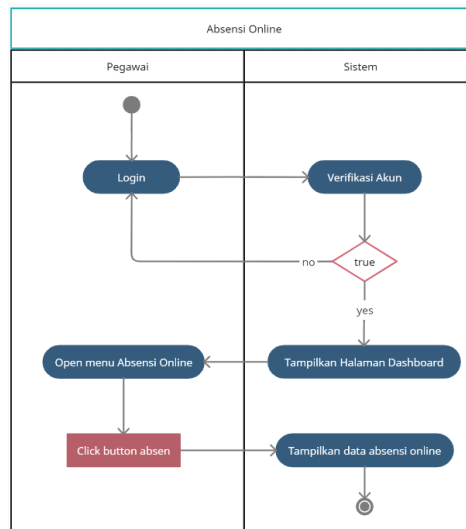 Absensi Online
Pegawai
Sistem
Login
Verifikasi Akun
no
true
yes
Open menu Absensi Online
Tampilkan Halaman Dashboard
Click button absen
Tampilkan data absensi online